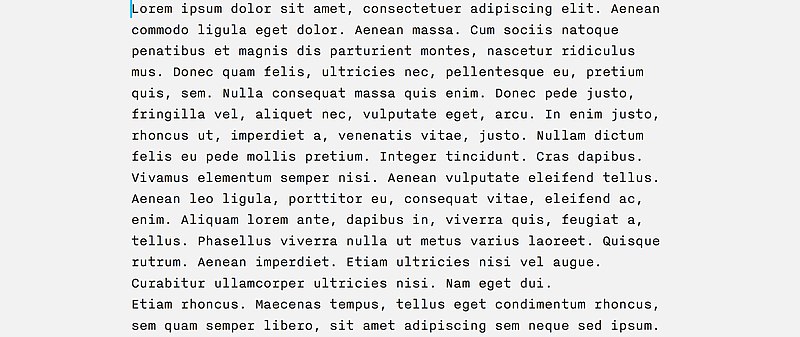 Lorem ipsum dolor sit amet, consectetuer adipiscing elit. Aenean
commodo ligula eget dolor. Aenean massa. Cum sociis natoque
penatibus et magnis dis parturient montes, nascetur ridiculus
mus. Donec quam felis, ultricies nec, pellentesque eu, pretium
quis, sem. Nulla consequat massa quis enim. Donec pede justo,
fringilla vel, aliquet nec, vulputate eget, arcu. In enim justo,
rhoncus ut, imperdiet a, venenatis vitae, justo. Nullam dictum
felis eu pede mollis pretium. Integer tincidunt. Cras dapibus.
Vivamus elementum semper nisi. Aenean vulputate eleifend tellus.
Aenean leo ligula, porttitor eu, consequat vitae, eleifend ac,
enim. Aliquam lorem ante, dapibus in, viverra quis, feugiat a,
tellus. Phasellus viverra nulla ut metus varius laoreet. Quisque
rutrum. Aenean imperdiet. Etiam ultricies nisi vel augue.
Curabitur ullamcorper ultricies nisi. Nam eget dui.
Etiam rhoncus. Maecenas tempus, tellus eget condimentum rhoncus,
sem quam semper libero, sit amet adipiscing sem neque sed ipsum.